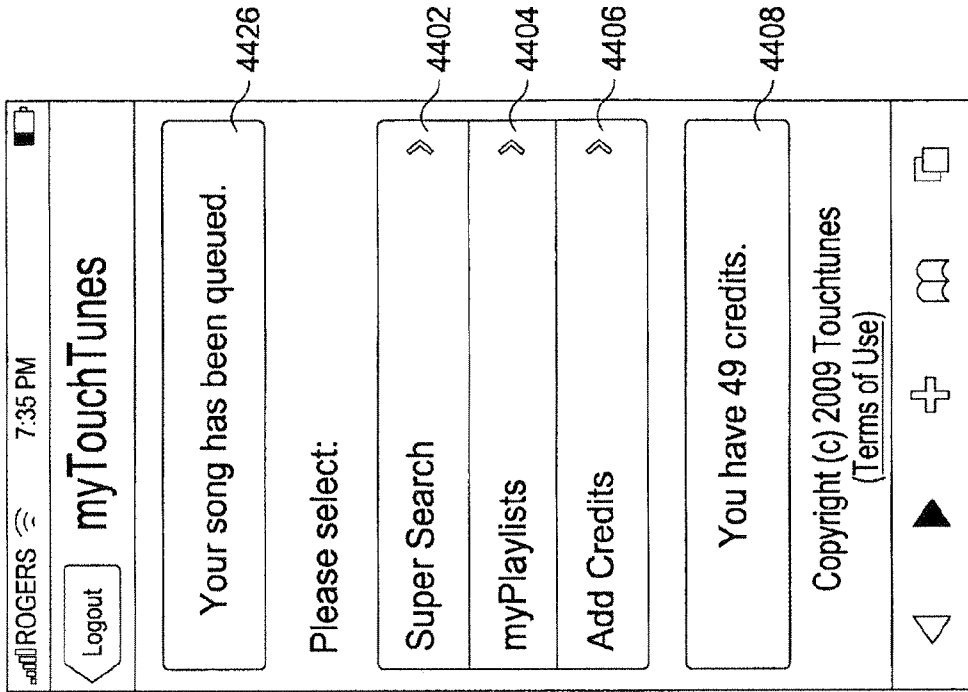 ROGERS 7:35 PM
Logout myTouchTunes
Your song has been queued. 4426
Please select:
Super Search 4402
myPlaylists 4404
Add Credits 4406
You have 49 credits. 4408
Copyright (c) 2009 Touchtunes
(Terms of Use)